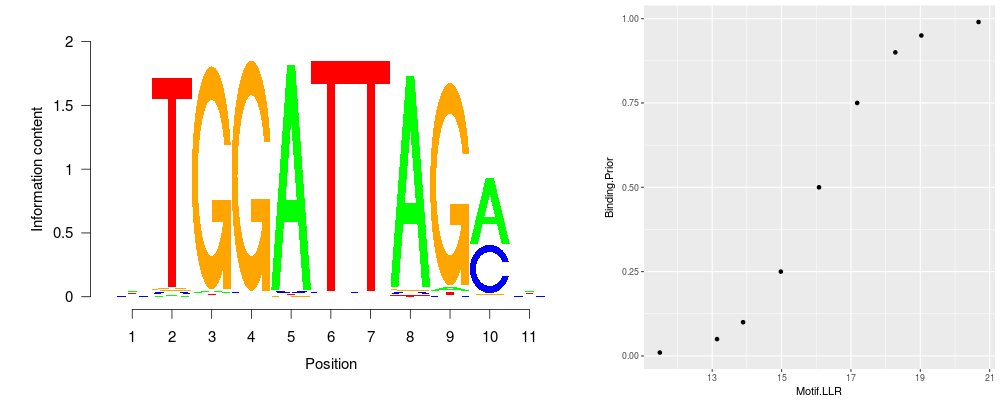 Information content
2
1.5
1
0.5
0
TGGATTAGA
C
1 2 3 4 5 6 7 8 9 10 11
Position
Binding.Prior
1.00
0.75
0.50
0.25
0.00
13 15 17 19 21
Motif.LLR